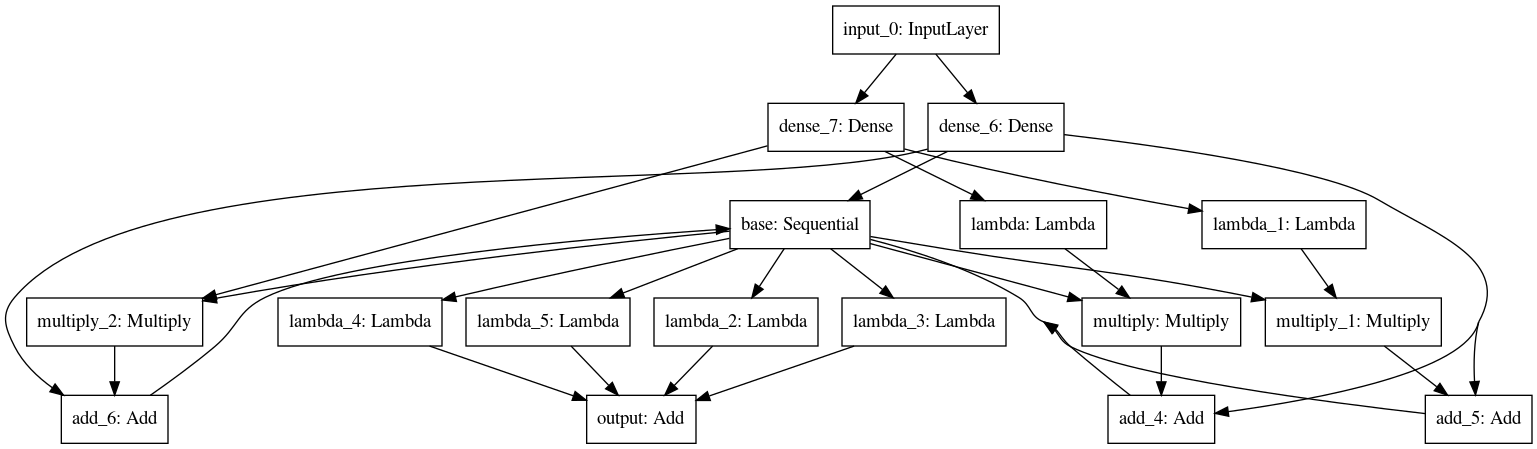 input_0: InputLayer
dense_7: Dense
dense_6: Dense
base: Sequential
lambda: Lambda
lambda_1: Lambda
multiply_2: Multiply
lambda_4: Lambda
lambda_5: Lambda
lambda_2: Lambda
lambda_3: Lambda
multiply: Multiply
multiply_1: Multiply
add_6: Add
output: Add
add_4: Add
add_5: Add